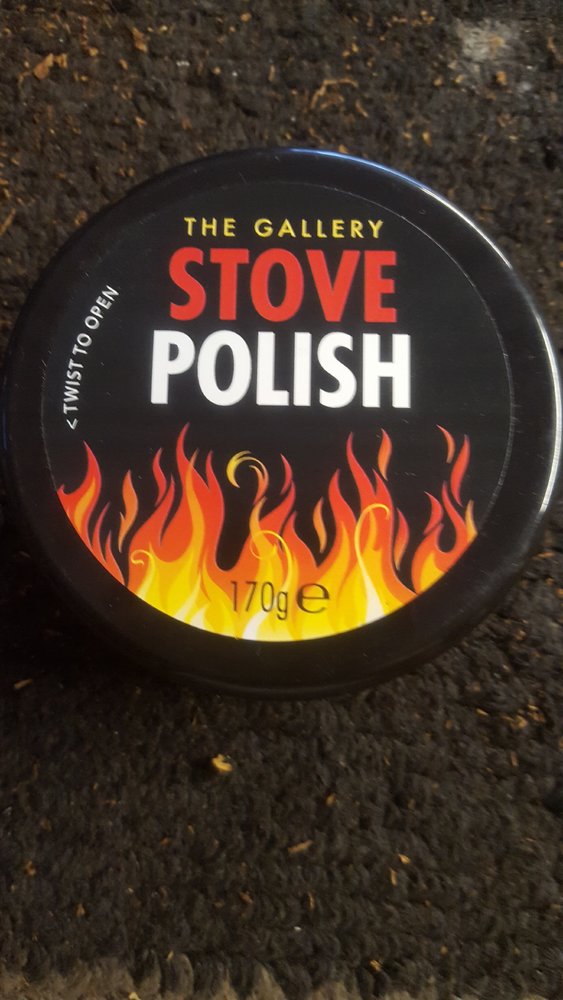 THE GALLERY
STOVE
POLISH
< TWIST TO OPEN
170g ℮